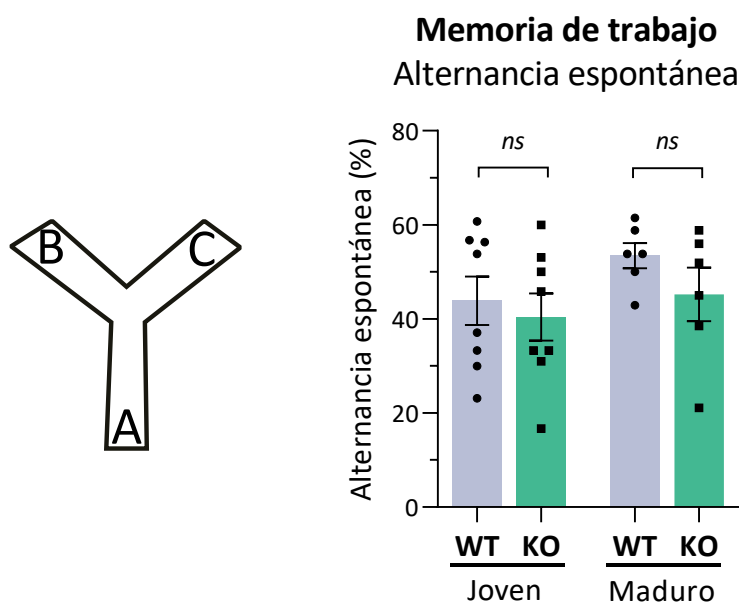 Memoria de trabajo
Alternancia espontánea
B
C
A
Alternancia espontánea (%)
80
60
40
20
0
ns
ns
WT KO WT KO
Joven Maduro